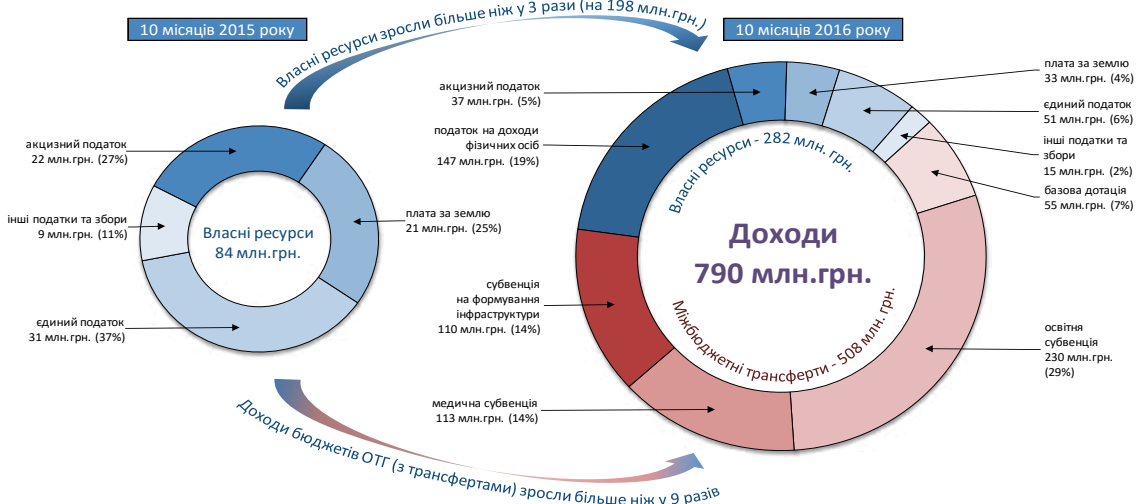 10 місяців 2015 року
Власні ресурси зросли більше ніж у 3 рази (на 198 млн.грн.)
10 місяців 2016 року
акцизний податок
22 млн.грн. (27%)
інші податки та збори
9 млн.грн. (11%)
єдиний податок
31 млн.грн. (37%)
плата за землю
21 млн.грн. (25%)
Власні ресурси
84 млн.грн.
акцизний податок
37 млн.грн. (5%)
податок на доходи
фізичних осіб
147 млн.грн. (19%)
субвенція
на формування
інфраструктури
110 млн.грн. (14%)
медична субвенція
113 млн.грн. (14%)
Власні ресурси - 282 млн. грн.
Доходи
790 млн.грн.
Міжбюджетні трансферти - 508 млн. грн.
плата за землю
33 млн.грн. (4%)
єдиний податок
51 млн.грн. (6%)
інші податки та
збори
15 млн.грн. (2%)
базова дотація
55 млн.грн. (7%)
освітня
субвенція
230 млн.грн.
(29%)
Доходи бюджетів ОТГ (з трансфертами) зросли більше ніж у 9 разів